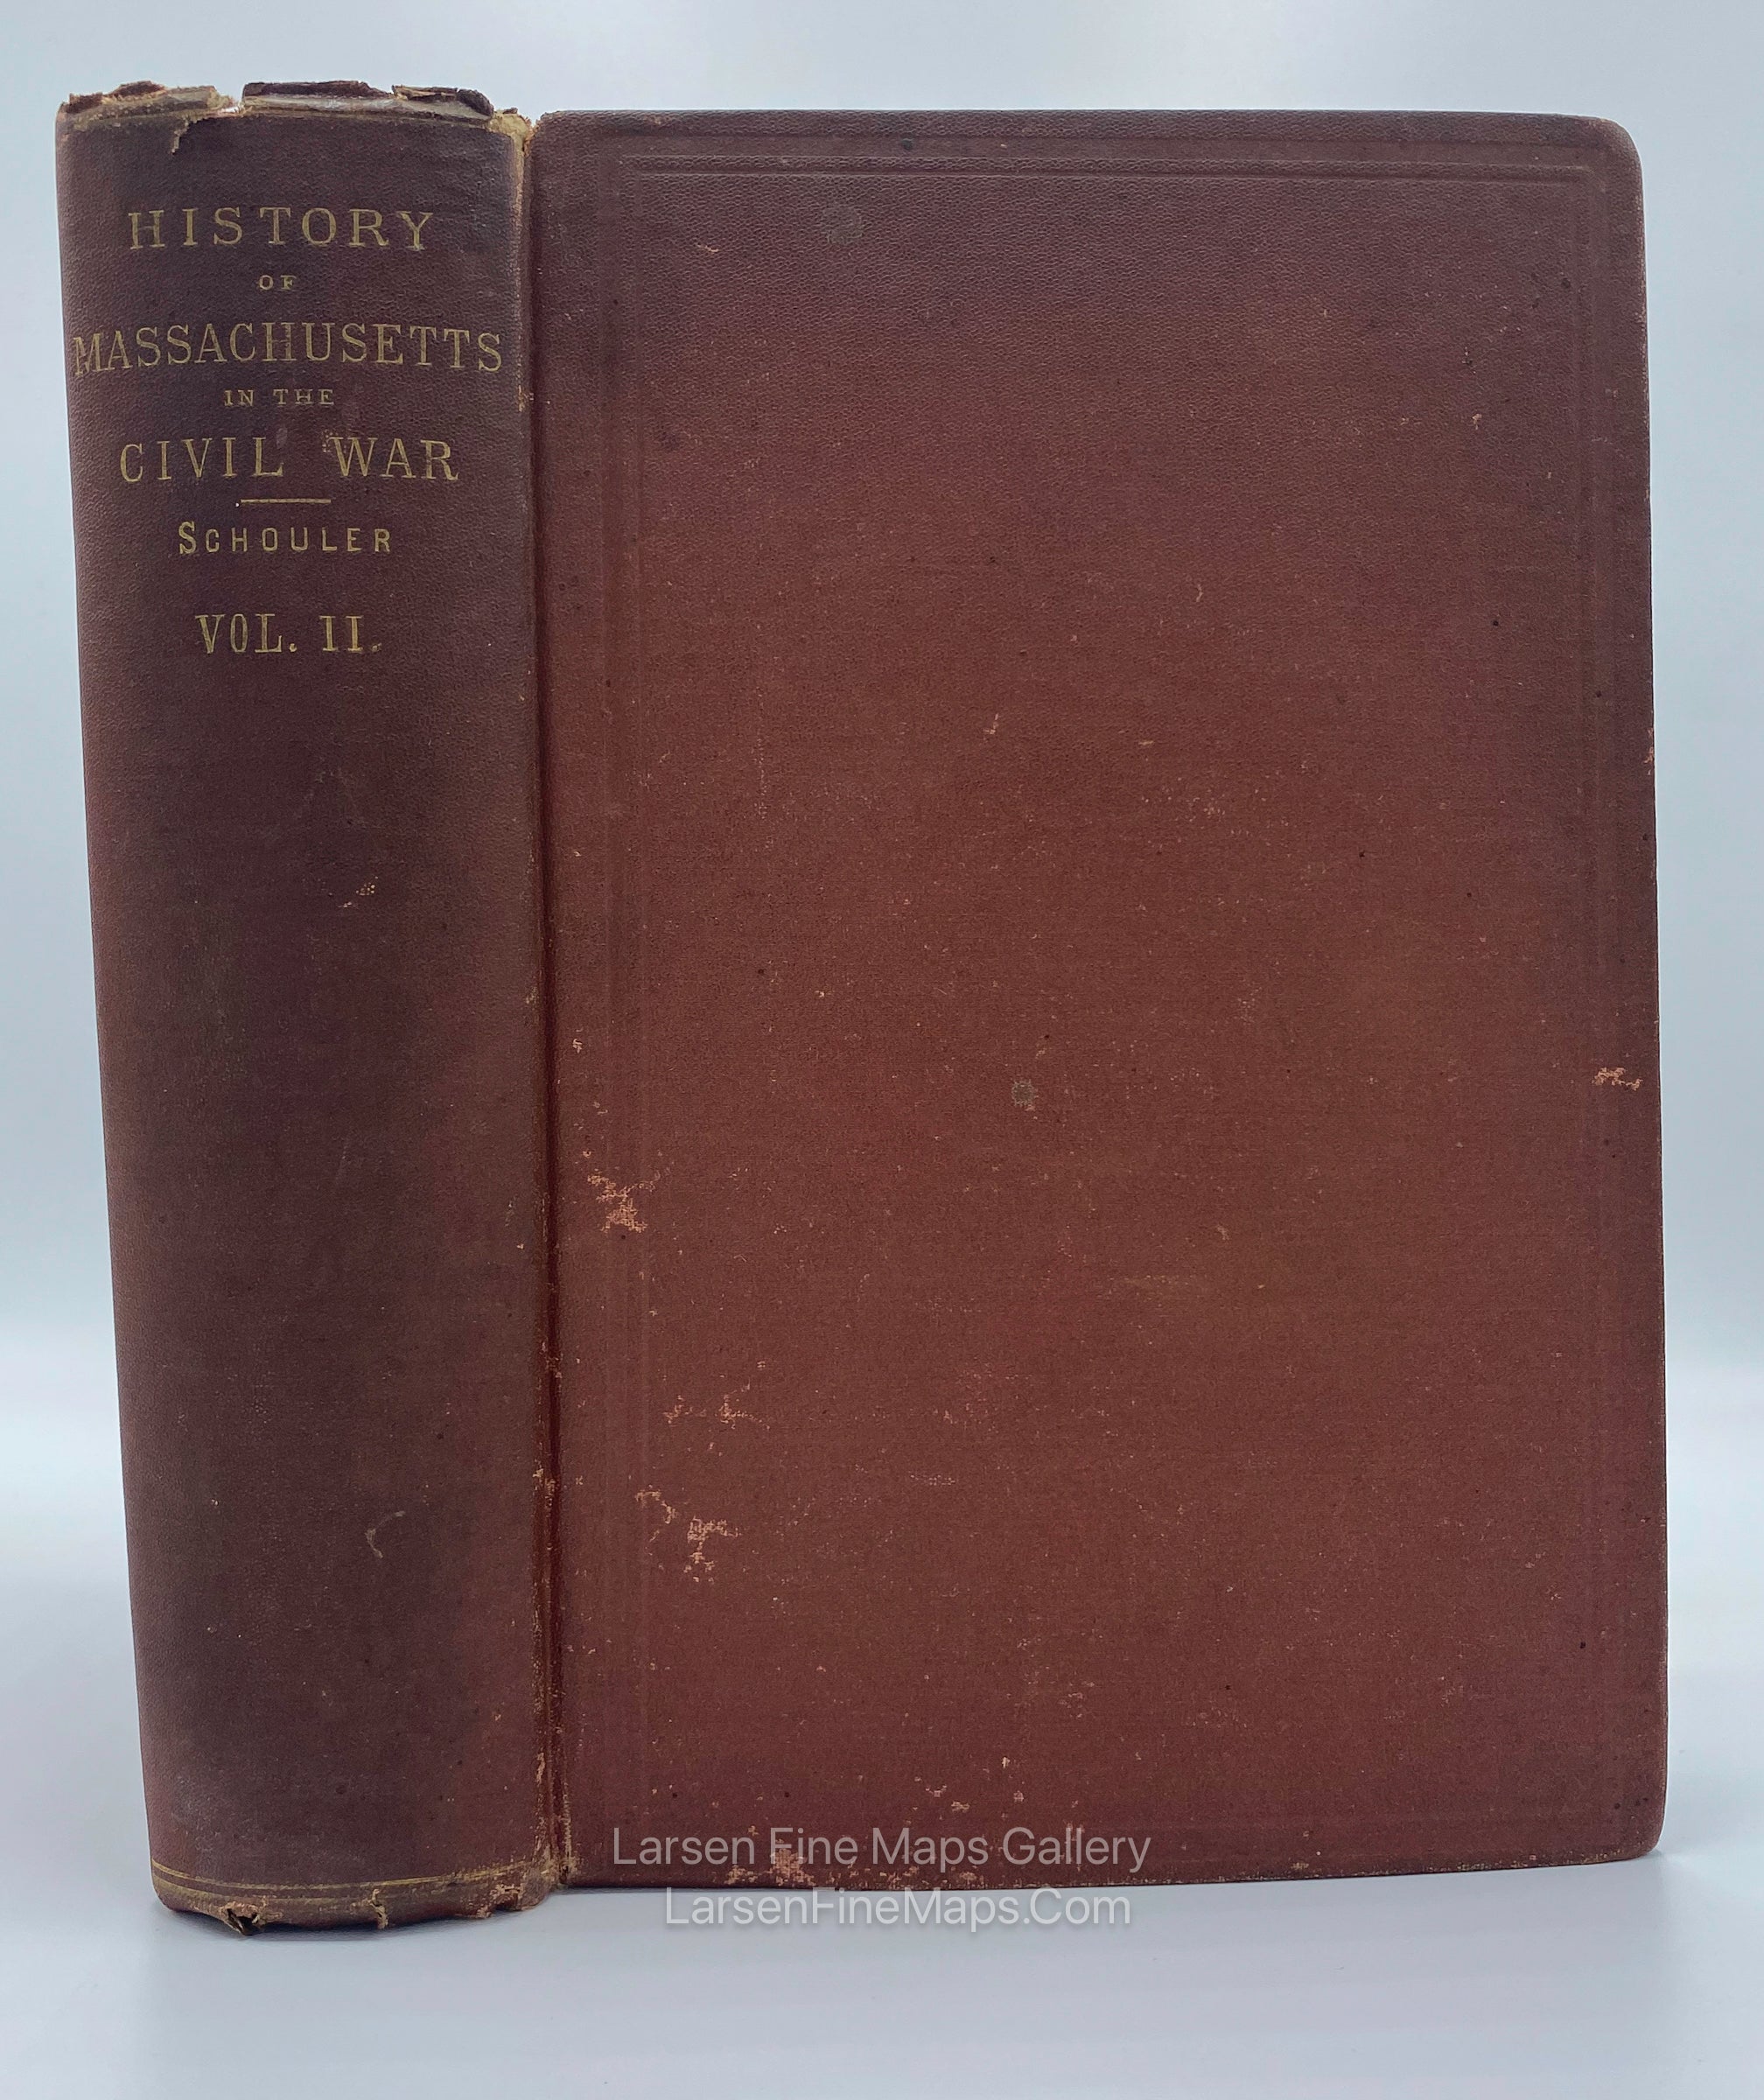 HISTORY
OF
MASSACHUSETTS
IN THE
CIVIL WAR
SCHOULER
VOL. II.
Larsen Fine Maps Gallery
LarsenFineMaps.Com